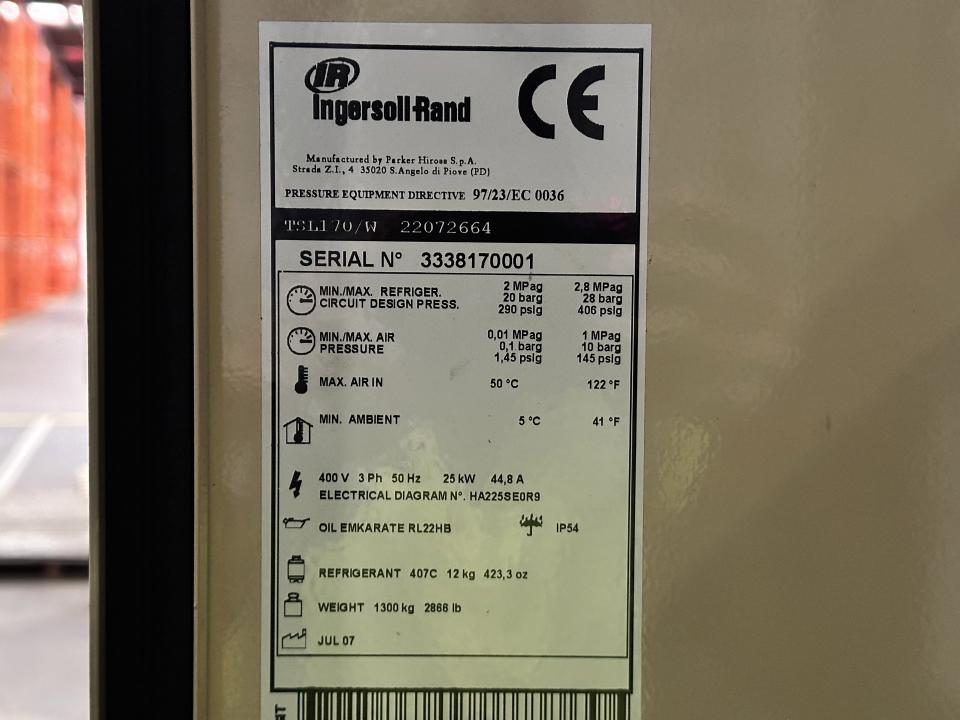 IR
Ingersoll-Rand
CE
Manufactured by Parker Hiross S.p.A.
Strada Z.I., 4 35020 S.Angelo di Piove (PD)
PRESSURE EQUIPMENT DIRECTIVE 97/23/EC 0036
TSL170/W 22072664
SERIAL N° 3338170001
MIN./MAX. REFRIGER. 2 MPag 2,8 MPag
CIRCUIT DESIGN PRESS. 20 barg 28 barg
290 psig 406 psig
MIN./MAX. AIR 0,01 MPag 1 MPag
PRESSURE 0,1 barg 10 barg
1,45 psig 145 psig
MAX. AIR IN 50 °C 122 °F
MIN. AMBIENT 5 °C 41 °F
400 V 3 Ph 50 Hz 25 kW 44,8 A
ELECTRICAL DIAGRAM N°. HA225SE0R9
OIL EMKARATE RL22HB IP54
REFRIGERANT 407C 12 kg 423,3 oz
WEIGHT 1300 kg 2866 lb
JUL 07